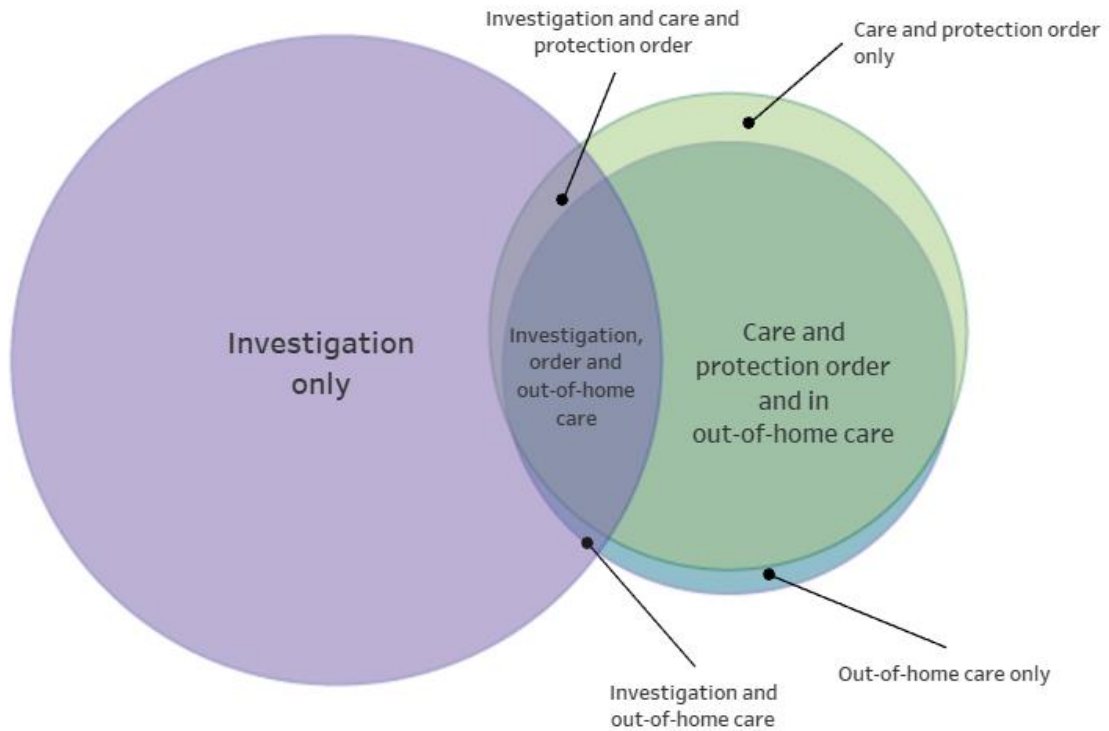 Investigation and care and
protection order
Care and protection order
only
Investigation
only
Investigation,
order and
out-of-home
care
Care and
protection order
and in
out-of-home care
Out-of-home care only
Investigation and
out-of-home care